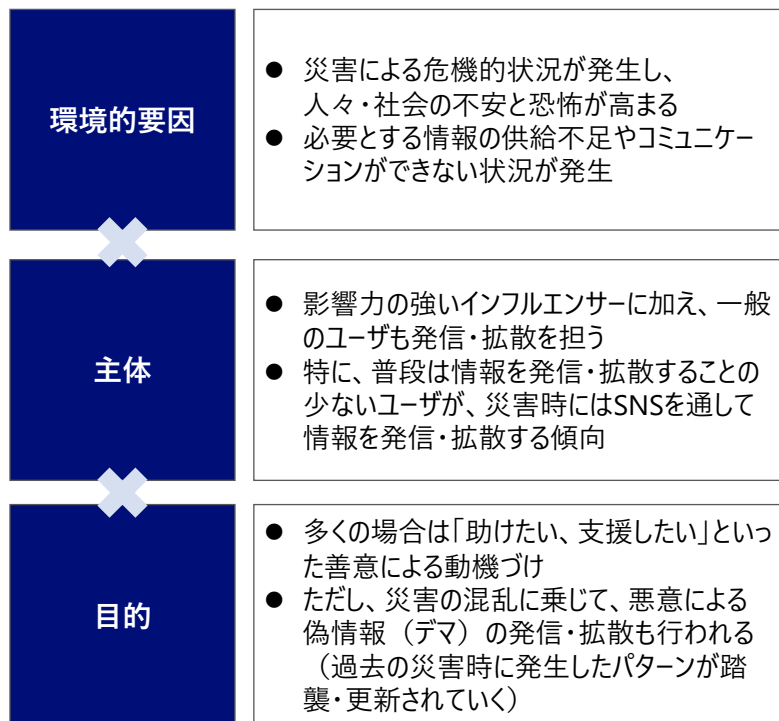 環境的要因
● 災害による危機的状況が発生し、
人々・社会の不安と恐怖が高まる
● 必要とする情報の供給不足やコミュニケー
ションができない状況が発生
主体
● 影響力の強いインフルエンサーに加え、一般
のユーザも発信・拡散を担う
● 特に、普段は情報を発信・拡散することの
少ないユーザが、災害時にはSNSを通して
情報を発信・拡散する傾向
目的
● 多くの場合は「助けたい、支援したい」といっ
た善意による動機づけ
● ただし、災害の混乱に乗じて、悪意による
偽情報（デマ）の発信・拡散も行われる
（過去の災害時に発生したパターンが踏
襲・更新されていく）